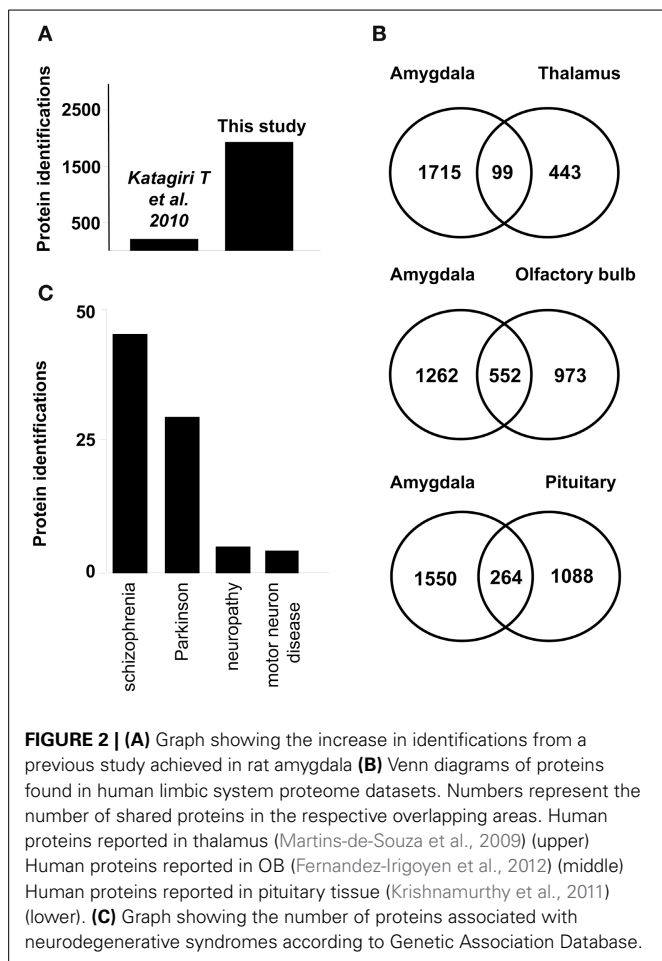 A
2500
1500
500
Protein identifications
Katagiri T
et al.
2010
This study
B
Amygdala Thalamus
1715 99 443
Amygdala Olfactory bulb
1262 552 973
Amygdala Pituitary
1550 264 1088
C
50
25
0
Protein identifications
schizophrenia
Parkinson
neuropathy
motor neuron
disease
FIGURE 2 | (A) Graph showing the increase in identifications from a
previous study achieved in rat amygdala (B) Venn diagrams of proteins
found in human limbic system proteome datasets. Numbers represent the
number of shared proteins in the respective overlapping areas. Human
proteins reported in thalamus (Martins-de-Souza et al., 2009) (upper)
Human proteins reported in OB (Fernandez-Irigoyen et al., 2012) (middle)
Human proteins reported in pituitary tissue (Krishnamurthy et al., 2011)
(lower). (C) Graph showing the number of proteins associated with
neurodegenerative syndromes according to Genetic Association Database.